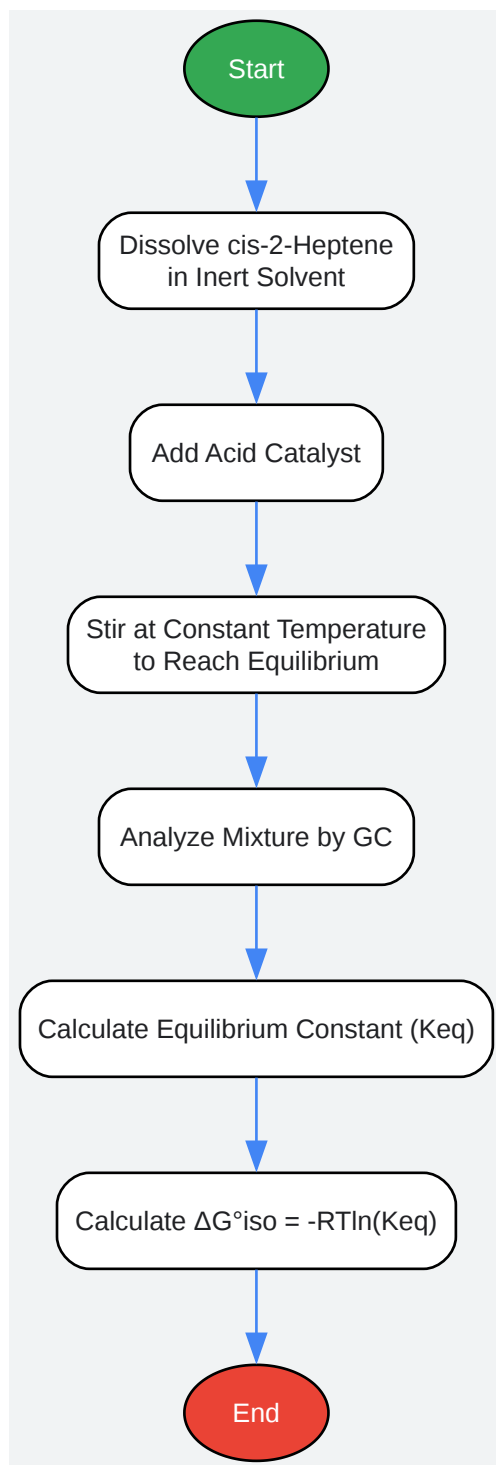 Start
Dissolve cis-2-Heptene
in Inert Solvent
Add Acid Catalyst
Stir at Constant Temperature
to Reach Equilibrium
Analyze Mixture by GC
Calculate Equilibrium Constant (Keq)
Calculate ΔG°iso = -RTln(Keq)
End